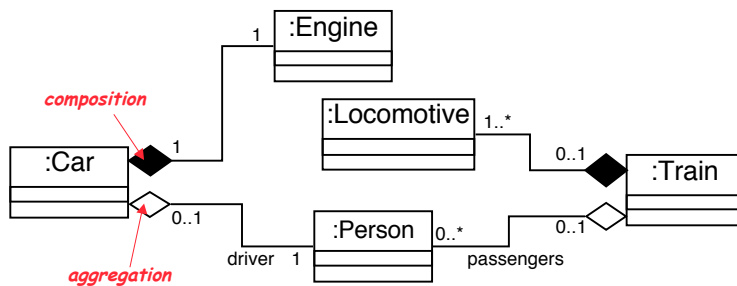 :Engine
1
composition
:Locomotive
1..*
1
0..1
:Car
:Train
0..1
:Person
0..*
0..1
driver
1
passengers
aggregation